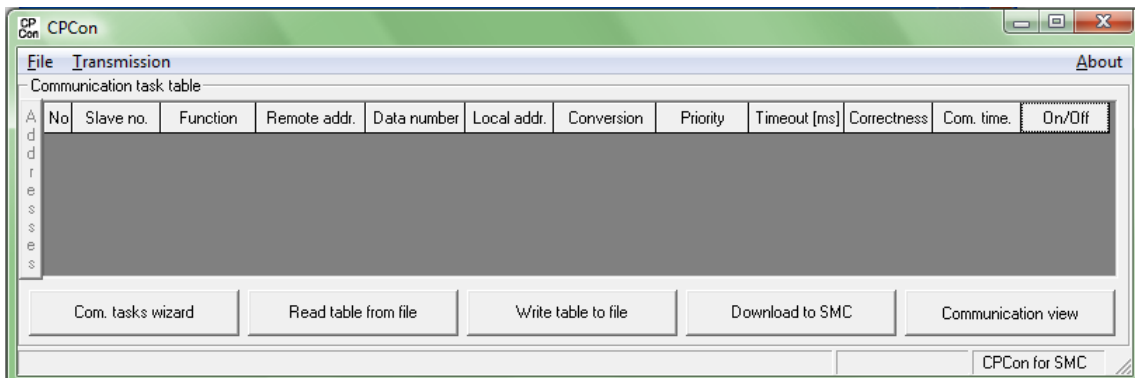 CP Con CPCon
File Transmission About
Communication task table
Addresses
No Slave no. Function Remote addr. Data number Local addr. Conversion Priority Timeout [ms] Correctness Com. time. On/Off
Com. tasks wizard Read table from file Write table to file Download to SMC Communication view
CPCon for SMC